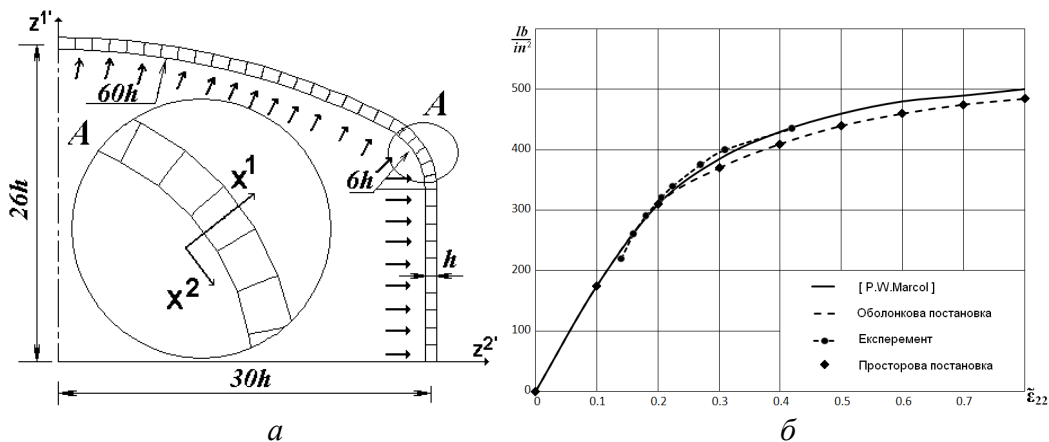 z1'
60h
A
A
6h
x1
26h
h
x2
z2'
30h
а
lb
in2
500
400
300
200
100
0
0
0.1
0.2
0.3
0.4
0.5
0.6
0.7
ε̃22
[ P.W.Marcol ]
Оболонкова постановка
Експеремент
Просторова постановка
б